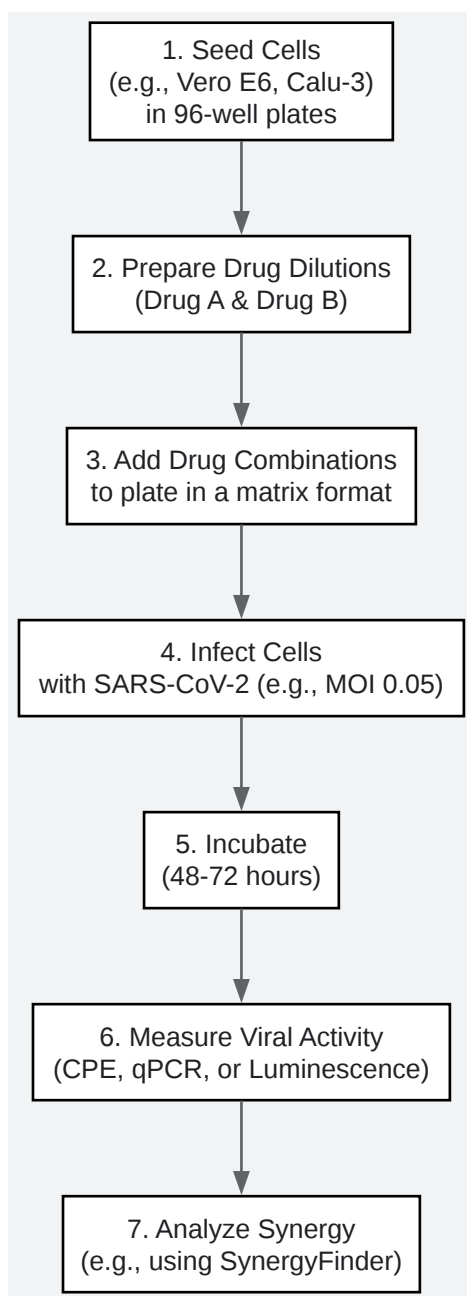 1. Seed Cells
(e.g., Vero E6, Calu-3)
in 96-well plates
2. Prepare Drug Dilutions
(Drug A & Drug B)
3. Add Drug Combinations
to plate in a matrix format
4. Infect Cells
with SARS-CoV-2 (e.g., MOI 0.05)
5. Incubate
(48-72 hours)
6. Measure Viral Activity
(CPE, qPCR, or Luminescence)
7. Analyze Synergy
(e.g., using SynergyFinder)